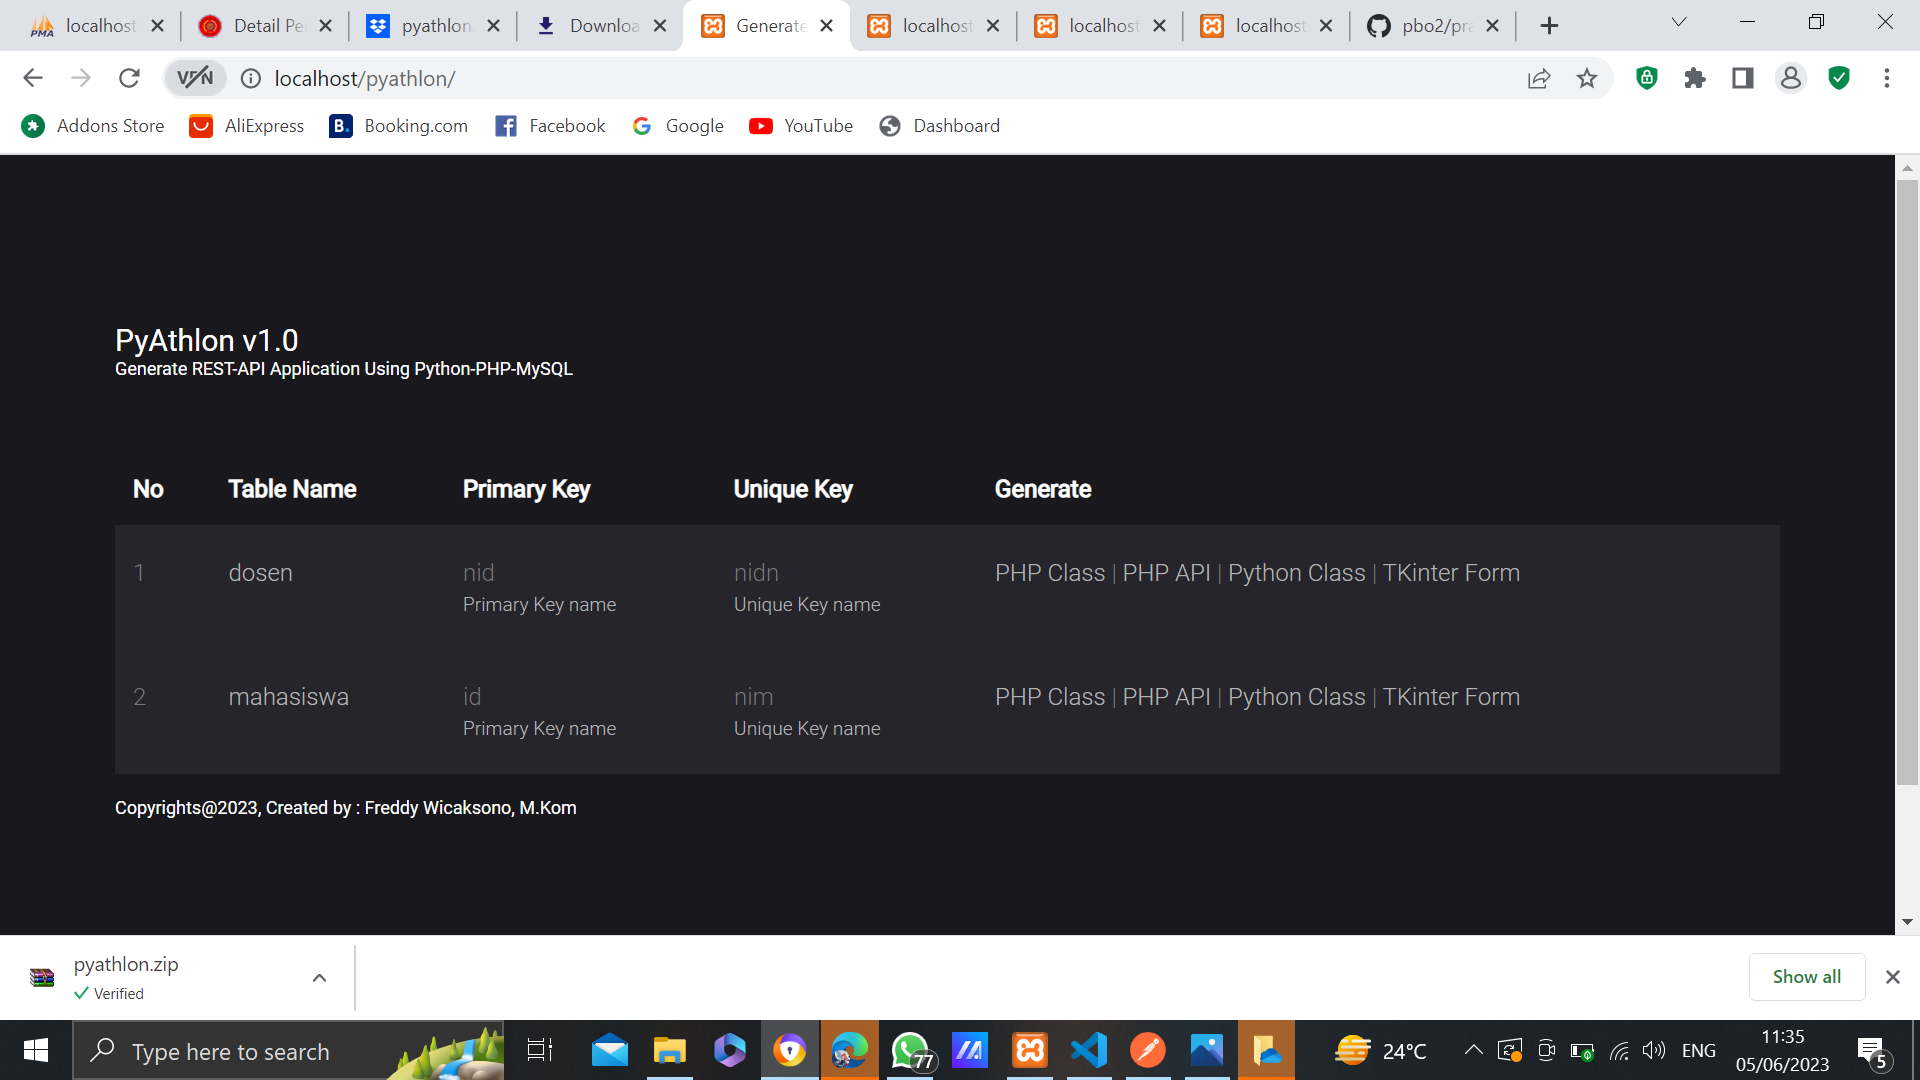 localhost
Detail Pe
pyathlon
Downloa
Generate
localhost
localhost
localhost
pbo2/pra
VPN
localhost/pyathlon/
Addons Store
AliExpress
B. Booking.com
Facebook
Google
YouTube
Dashboard
PyAthlon v1.0
Generate REST-API Application Using Python-PHP-MySQL
No Table Name Primary Key Unique Key Generate
1 dosen nid nidn PHP Class | PHP API | Python Class | TKinter Form
Primary Key name Unique Key name
2 mahasiswa id nim PHP Class | PHP API | Python Class | TKinter Form
Primary Key name Unique Key name
Copyrights@2023, Created by : Freddy Wicaksono, M.Kom
pyathlon.zip
Verified
Show all
Type here to search
77
24°C
ENG
11:35
05/06/2023
5